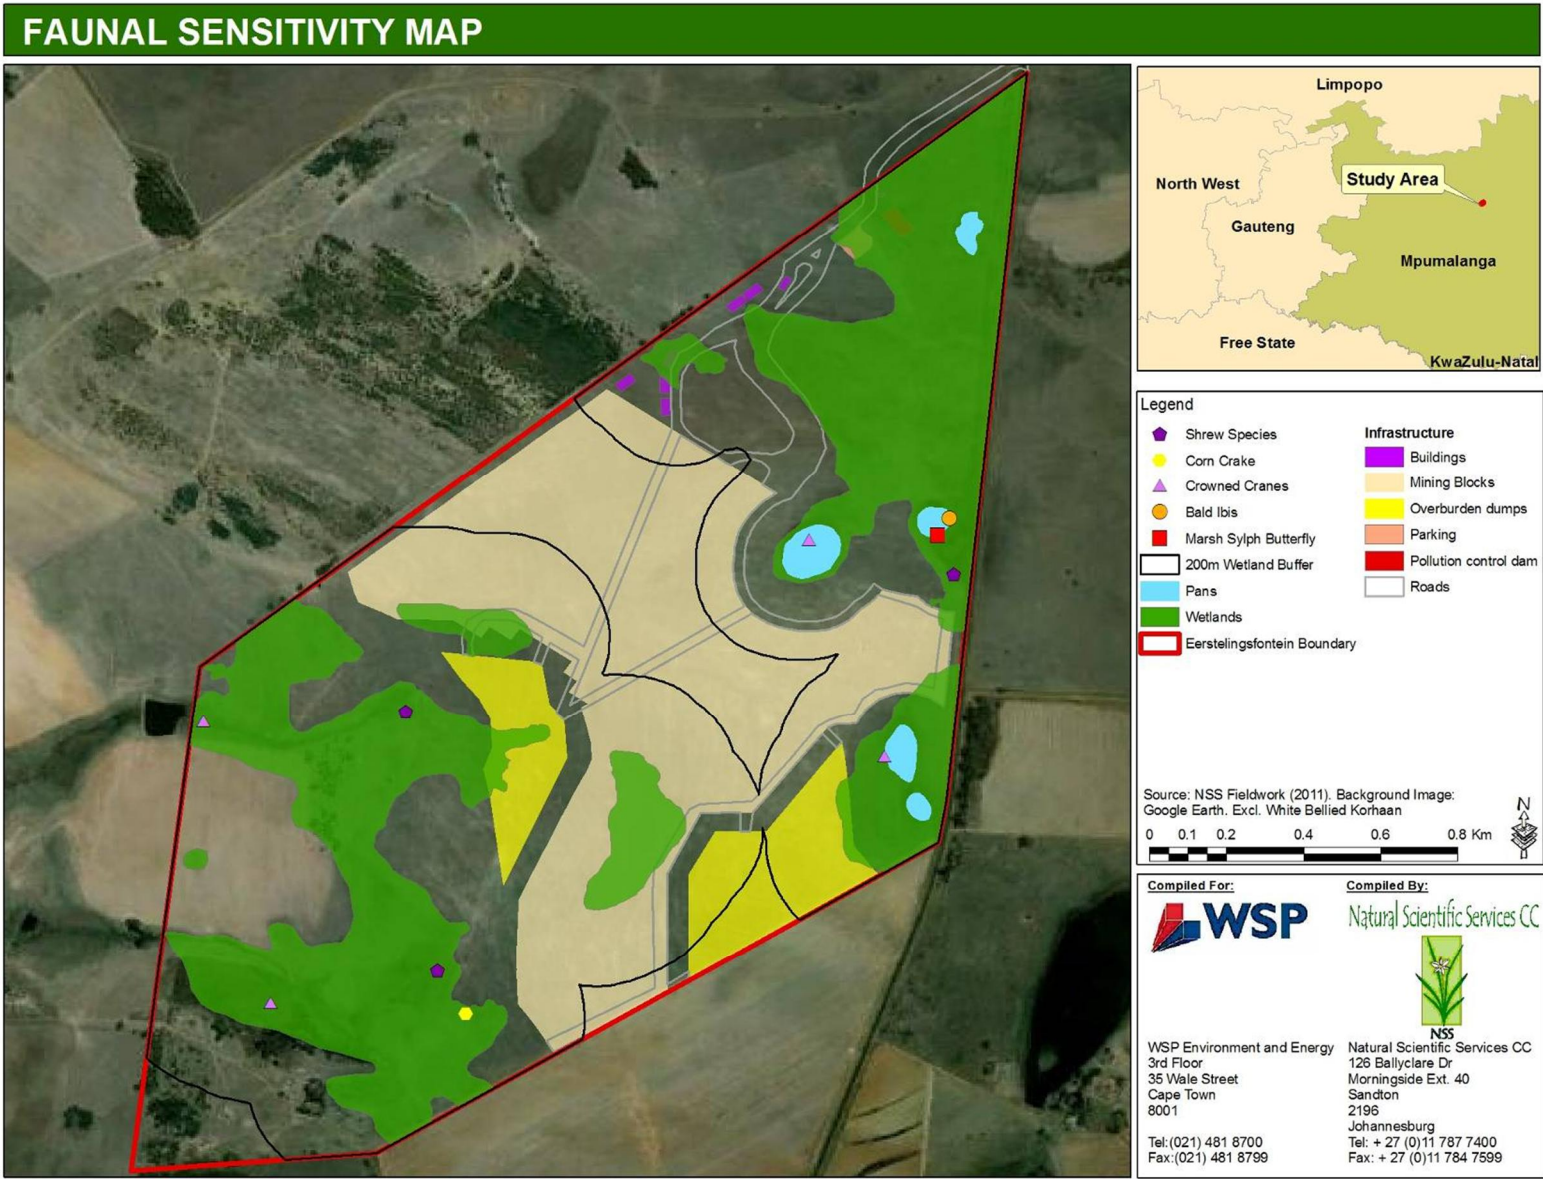 FAUNAL SENSITIVITY MAP
Limpopo
North West
Study Area
Gauteng
Mpumalanga
Free State
KwaZulu-Natal
Legend
Shrew Species
Corn Crake
Crowned Cranes
Bald Ibis
Marsh Sylph Butterfly
200m Wetland Buffer
Pans
Wetlands
Eerstelingsfontein Boundary
Infrastructure
Buildings
Mining Blocks
Overburden dumps
Parking
Pollution control dam
Roads
Source: NSS Fieldwork (2011). Background Image:
Google Earth. Excl. White Bellied Korhaan
N
0 0.1 0.2 0.4 0.6 0.8 Km
Compiled For:
WSP
WSP Environment and Energy
3rd Floor
35 Wale Street
Cape Town
8001
Tel:(021) 481 8700
Fax:(021) 481 8799
Compiled By:
Natural Scientific Services CC
NSS
Natural Scientific Services CC
126 Ballyclare Dr
Morningside Ext. 40
Sandton
2196
Johannesburg
Tel: + 27 (0)11 787 7400
Fax: + 27 (0)11 784 7599